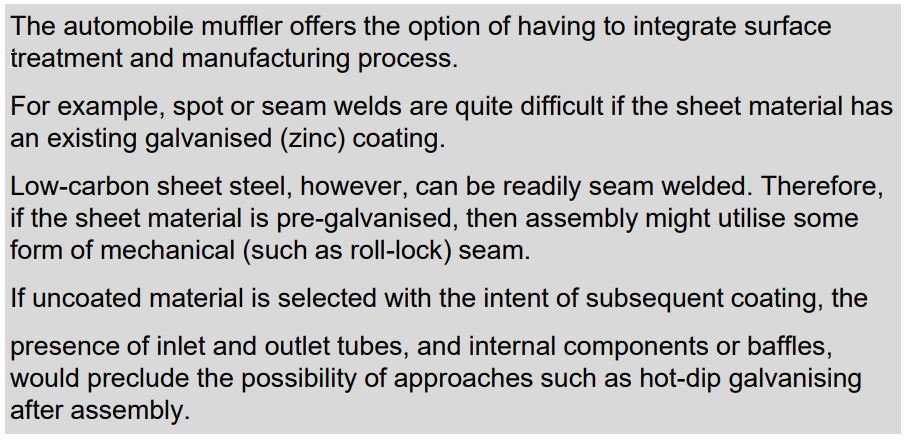 The automobile muffler offers the option of having to integrate surface
treatment and manufacturing process.
For example, spot or seam welds are quite difficult if the sheet material has
an existing galvanised (zinc) coating.
Low-carbon sheet steel, however, can be readily seam welded. Therefore,
if the sheet material is pre-galvanised, then assembly might utilise some
form of mechanical (such as roll-lock) seam.
If uncoated material is selected with the intent of subsequent coating, the
presence of inlet and outlet tubes, and internal components or baffles,
would preclude the possibility of approaches such as hot-dip galvanising
after assembly.